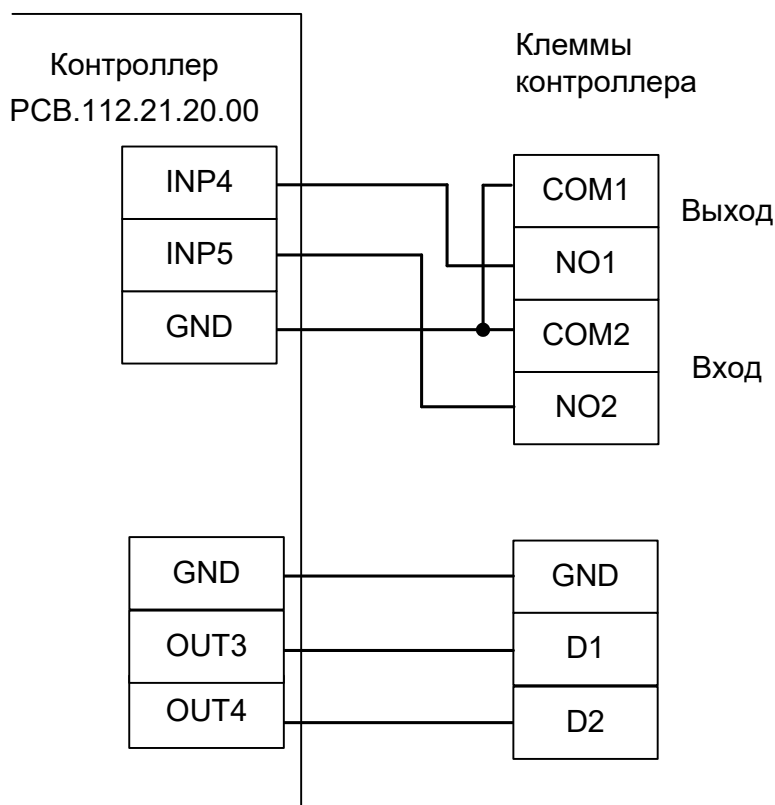 Контроллер
PCB.112.21.20.00
INP4
INP5
GND
Клеммы
контроллера
COM1
NO1
COM2
NO2
Выход
Вход
GND
OUT3
OUT4
GND
D1
D2